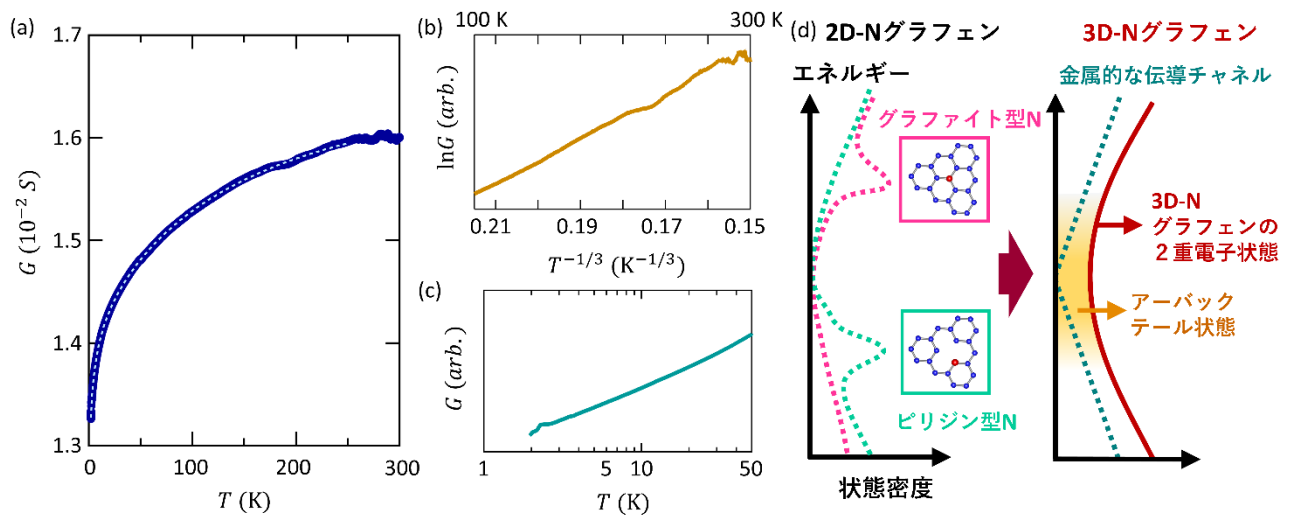 (a)
1.7
1.6
1.5
1.4
1.3
G (10⁻² S)
0
100
200
300
T (K)
(b)
100 K
300 K
lnG (arb.)
0.21
0.19
0.17
0.15
T⁻¹/³ (K⁻¹/³)
(c)
G (arb.)
1
5
10
50
T (K)
(d)
2D-Nグラフェン
エネルギー
グラファイト型N
ピリジン型N
状態密度
3D-Nグラフェン
金属的な伝導チャネル
3D-N
グラフェンの
2重電子状態
アーバック
テール状態